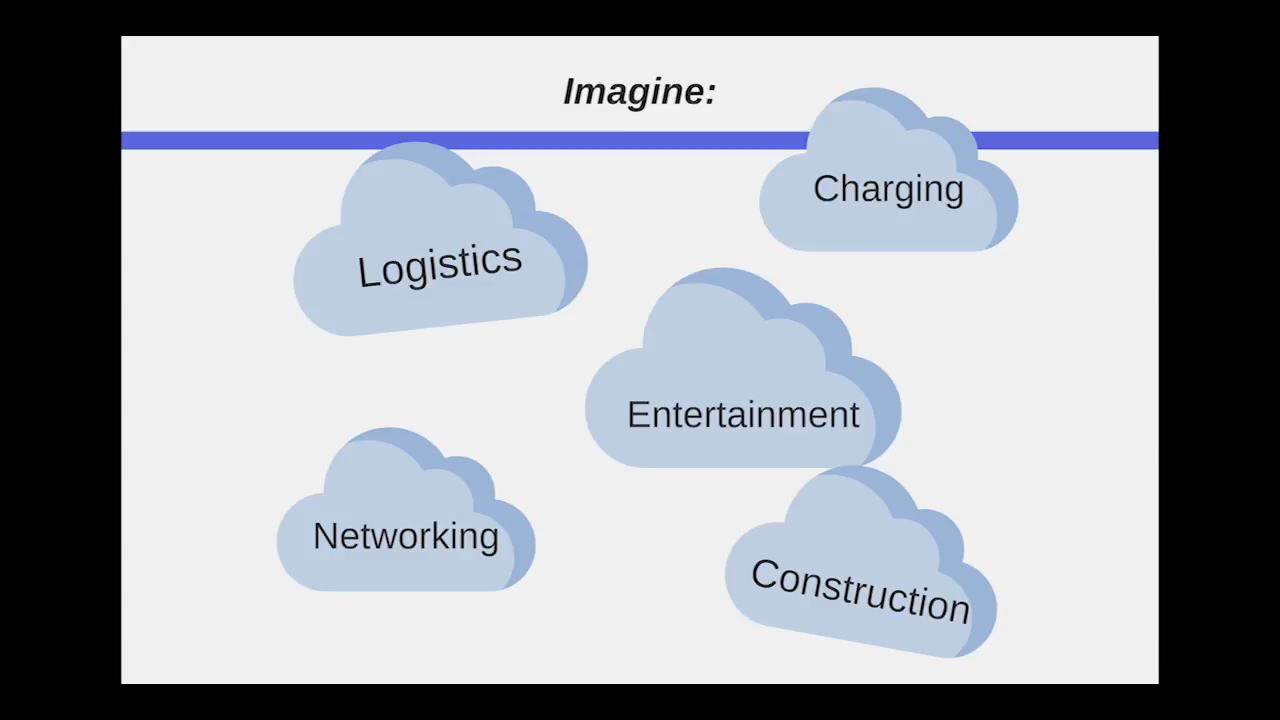 Imagine:
Charging
Logistics
Entertainment
Networking
Construction